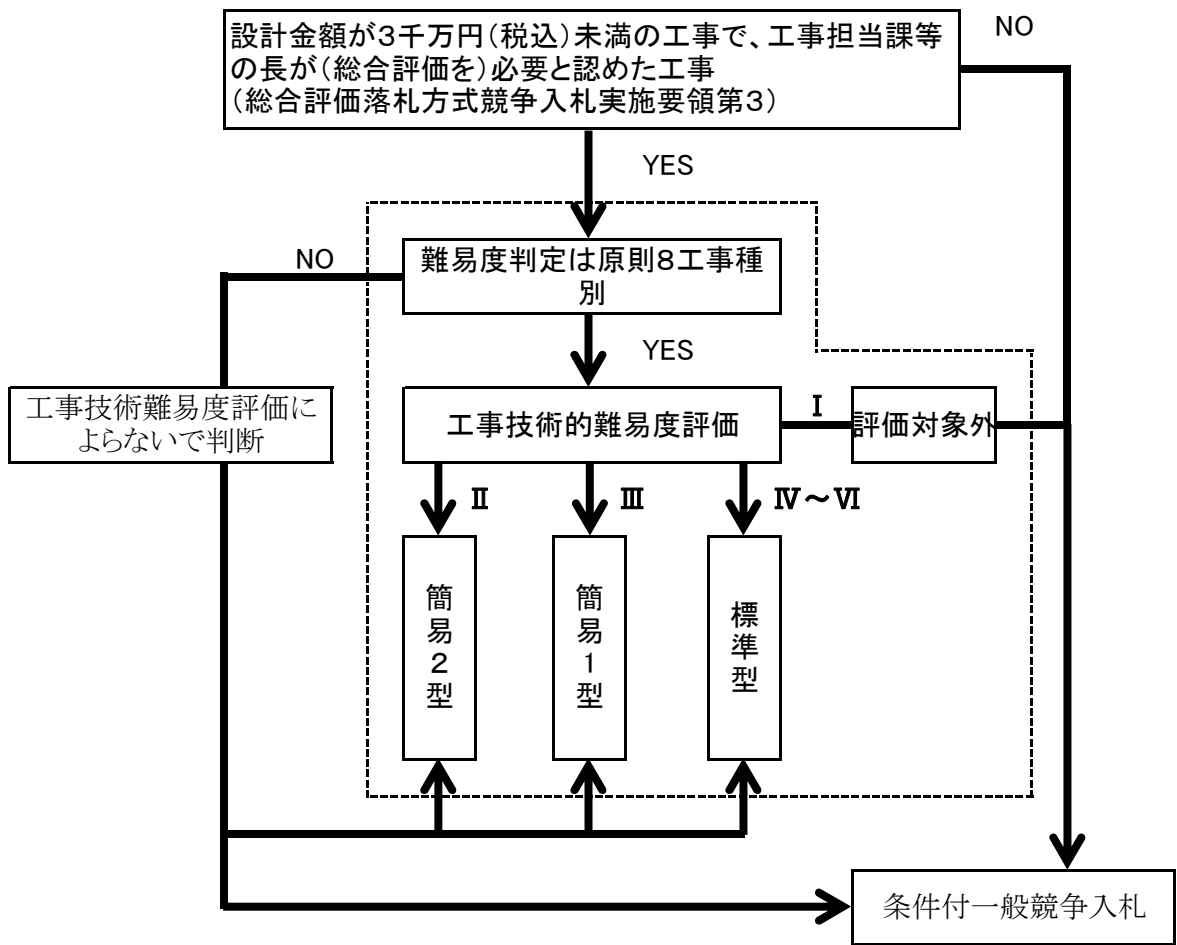 設計金額が3千万円(税込)未満の工事で、工事担当課等
の長が(総合評価を)必要と認めた工事
(総合評価落札方式競争入札実施要領第3)
NO
YES
NO
難易度判定は原則8工事種
別
YES
工事技術難易度評価に
よらないで判断
工事技術的難易度評価
Ⅰ
評価対象外
Ⅱ
Ⅲ
Ⅳ～Ⅵ
簡易2型
簡易1型
標準型
条件付一般競争入札